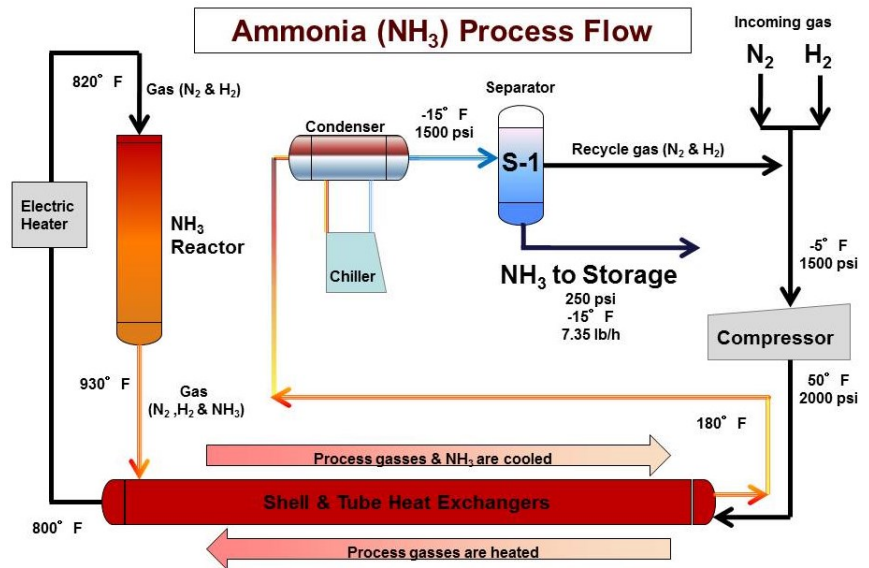 Ammonia (NH₃) Process Flow
Incoming gas
N₂ H₂
820° F
Gas (N₂ & H₂)
Condenser
-15° F
1500 psi
Separator
S-1
Recycle gas (N₂ & H₂)
Electric
Heater
NH₃
Reactor
Chiller
NH₃ to Storage
250 psi
-15° F
7.35 lb/h
-5° F
1500 psi
Compressor
50° F
2000 psi
930° F
Gas
(N₂ ,H₂ & NH₃)
180° F
Process gasses & NH₃ are cooled
Shell & Tube Heat Exchangers
800° F
Process gasses are heated